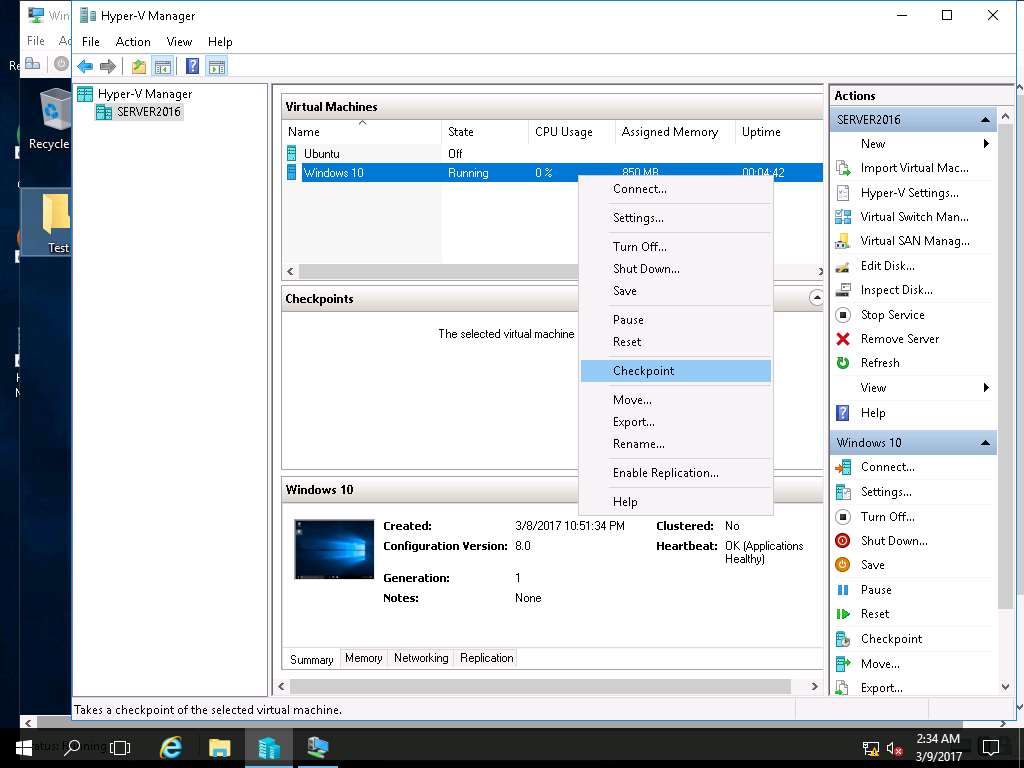 Win
Hyper-V Manager
File
Ac
File Action View Help
Re
Recycle
Test
Hyper-V Manager
SERVER2016
Virtual Machines
Name State CPU Usage Assigned Memory Uptime
Ubuntu Off
Windows 10 Running 0 % 850 MB 00:04:42
Connect...
Settings...
Turn Off...
Shut Down...
Save
Pause
Reset
Checkpoint
Move...
Export...
Rename...
Enable Replication...
Help
Checkpoints
The selected virtual machine
Windows 10
Created: 3/8/2017 10:51:34 PM Clustered: No
Configuration Version: 8.0 Heartbeat: OK (Applications
Healthy)
Generation: 1
Notes: None
Summary Memory Networking Replication
Actions
SERVER2016
New
Import Virtual Mac...
Hyper-V Settings...
Virtual Switch Man...
Virtual SAN Manag...
Edit Disk...
Inspect Disk...
Stop Service
Remove Server
Refresh
View
Help
Windows 10
Connect...
Settings...
Turn Off...
Shut Down...
Save
Pause
Reset
Checkpoint
Move...
Export...
Takes a checkpoint of the selected virtual machine.
2:34 AM
3/9/2017